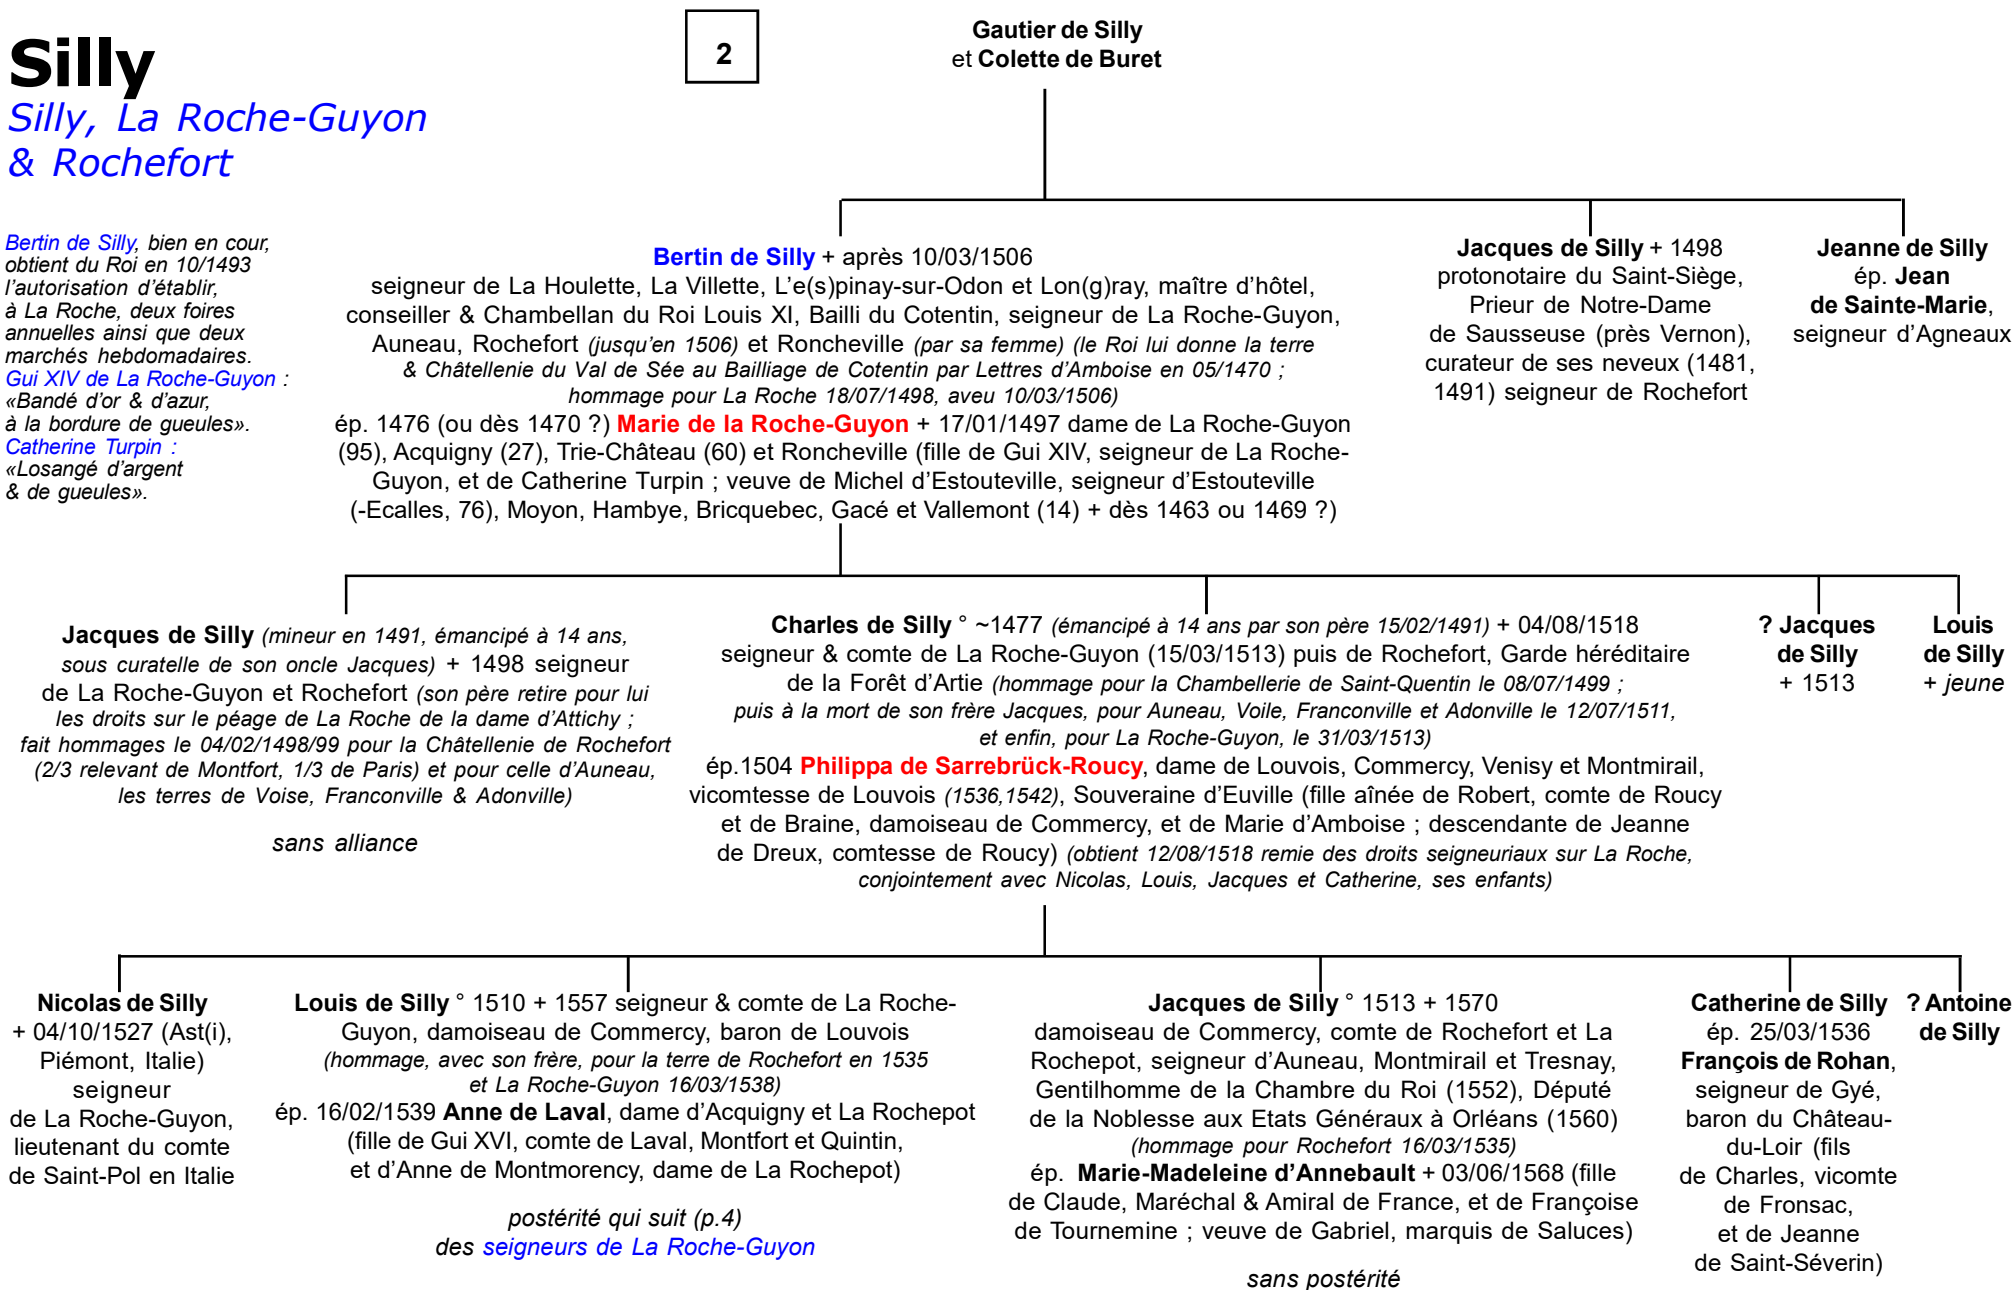 Silly
Silly, La Roche-Guyon
& Rochefort
2
Gautier de Silly
et Colette de Buret
Bertin de Silly, bien en cour,
obtient du Roi en 10/1493
l'autorisation d'établir,
à La Roche, deux foires
annuelles ainsi que deux
marchés hebdomadaires.
Gui XIV de La Roche-Guyon :
«Bandé d'or & d'azur,
à la bordure de gueules».
Catherine Turpin :
«Losangé d'argent
& de gueules».
Bertin de Silly + après 10/03/1506
seigneur de La Houlette, La Villette, L'e(s)pinay-sur-Odon et Lon(g)ray, maître d'hôtel,
conseiller & Chambellan du Roi Louis XI, Bailli du Cotentin, seigneur de La Roche-Guyon,
Auneau, Rochefort (jusqu'en 1506) et Roncheville (par sa femme) (le Roi lui donne la terre
& Châtellenie du Val de Sée au Bailliage de Cotentin par Lettres d'Amboise en 05/1470 ;
hommage pour La Roche 18/07/1498, aveu 10/03/1506)
ép. 1476 (ou dès 1470 ?) Marie de la Roche-Guyon + 17/01/1497 dame de La Roche-Guyon
(95), Acquigny (27), Trie-Château (60) et Roncheville (fille de Gui XIV, seigneur de La Roche-
Guyon, et de Catherine Turpin ; veuve de Michel d'Estouteville, seigneur d'Estouteville
(-Ecalles, 76), Moyon, Hambye, Bricquebec, Gacé et Vallemont (14) + dès 1463 ou 1469 ?)
Jacques de Silly + 1498
protonotaire du Saint-Siège,
Prieur de Notre-Dame
de Sausseuse (près Vernon),
curateur de ses neveux (1481,
1491) seigneur de Rochefort
Jeanne de Silly
ép. Jean
de Sainte-Marie,
seigneur d'Agneaux
Jacques de Silly (mineur en 1491, émancipé à 14 ans,
sous curatelle de son oncle Jacques) + 1498 seigneur
de La Roche-Guyon et Rochefort (son père retire pour lui
les droits sur le péage de La Roche de la dame d'Attichy ;
fait hommages le 04/02/1498/99 pour la Châtellenie de Rochefort
(2/3 relevant de Montfort, 1/3 de Paris) et pour celle d'Auneau,
les terres de Voise, Franconville & Adonville)
sans alliance
Charles de Silly ° ~1477 (émancipé à 14 ans par son père 15/02/1491) + 04/08/1518
seigneur & comte de La Roche-Guyon (15/03/1513) puis de Rochefort, Garde héréditaire
de la Forêt d'Artie (hommage pour la Chambellerie de Saint-Quentin le 08/07/1499 ;
puis à la mort de son frère Jacques, pour Auneau, Voile, Franconville et Adonville le 12/07/1511,
et enfin, pour La Roche-Guyon, le 31/03/1513)
ép.1504 Philippa de Sarrebrück-Roucy, dame de Louvois, Commercy, Venisy et Montmirail,
vicomtesse de Louvois (1536,1542), Souveraine d'Euville (fille aînée de Robert, comte de Roucy
et de Braine, damoiseau de Commercy, et de Marie d'Amboise ; descendante de Jeanne
de Dreux, comtesse de Roucy) (obtient 12/08/1518 remie des droits seigneuriaux sur La Roche,
conjointement avec Nicolas, Louis, Jacques et Catherine, ses enfants)
? Jacques
de Silly
+ 1513
Louis
de Silly
+ jeune
Nicolas de Silly
+ 04/10/1527 (Ast(i),
Piémont, Italie)
seigneur
de La Roche-Guyon,
lieutenant du comte
de Saint-Pol en Italie
Louis de Silly ° 1510 + 1557 seigneur & comte de La Roche-
Guyon, damoiseau de Commercy, baron de Louvois
(hommage, avec son frère, pour la terre de Rochefort en 1535
et La Roche-Guyon 16/03/1538)
ép. 16/02/1539 Anne de Laval, dame d'Acquigny et La Rochepot
(fille de Gui XVI, comte de Laval, Montfort et Quintin,
et d'Anne de Montmorency, dame de La Rochepot)
postérité qui suit (p.4)
des seigneurs de La Roche-Guyon
Jacques de Silly ° 1513 + 1570
damoiseau de Commercy, comte de Rochefort et La
Rochepot, seigneur d'Auneau, Montmirail et Tresnay,
Gentilhomme de la Chambre du Roi (1552), Député
de la Noblesse aux Etats Généraux à Orléans (1560)
(hommage pour Rochefort 16/03/1535)
ép. Marie-Madeleine d'Annebault + 03/06/1568 (fille
de Claude, Maréchal & Amiral de France, et de Françoise
de Tournemine ; veuve de Gabriel, marquis de Saluces)
sans postérité
Catherine de Silly
ép. 25/03/1536
François de Rohan,
seigneur de Gyé,
baron du Château-
du-Loir (fils
de Charles, vicomte
de Fronsac,
et de Jeanne
de Saint-Séverin)
? Antoine
de Silly